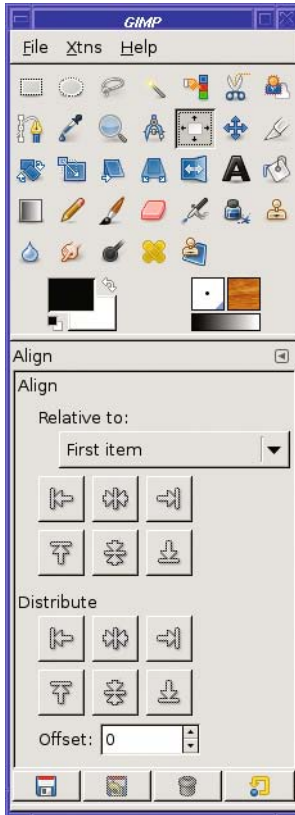 GIMP
File Xtns Help
Align
Align
Relative to:
First item
Distribute
Offset: 0